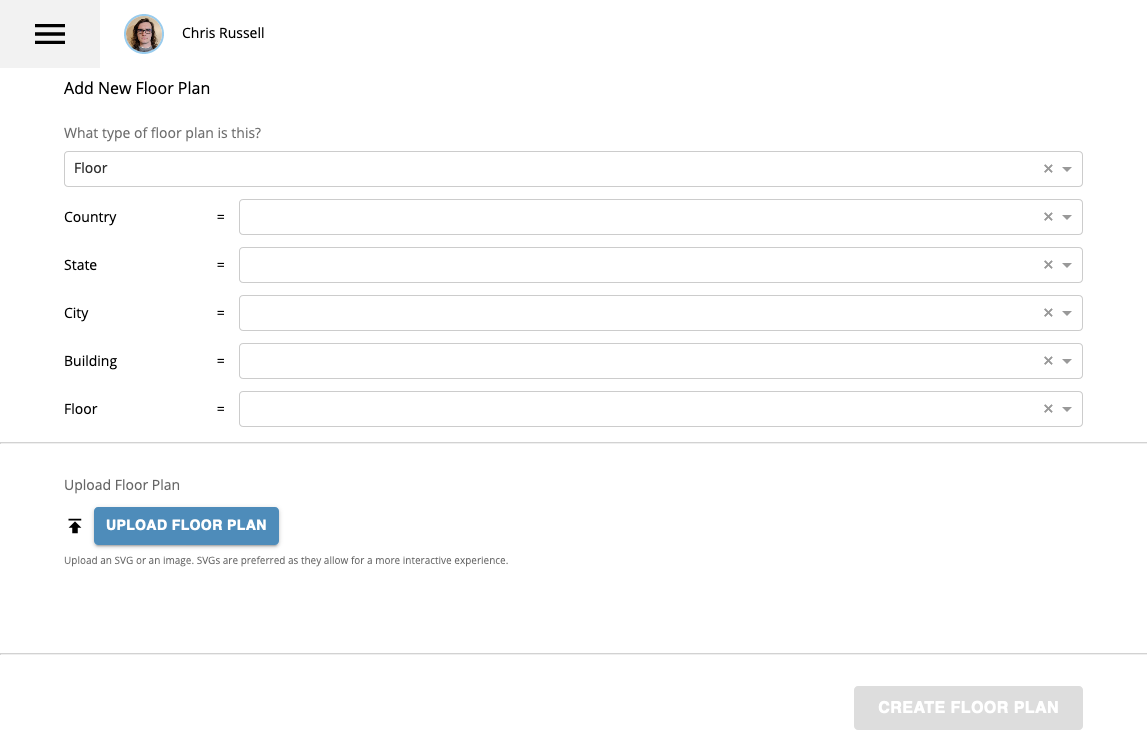 Chris Russell
Add New Floor Plan
What type of floor plan is this?
Floor
Country =
State =
City =
Building =
Floor =
Upload Floor Plan
UPLOAD FLOOR PLAN
Upload an SVG or an image. SVGs are preferred as they allow for a more interactive experience.
CREATE FLOOR PLAN